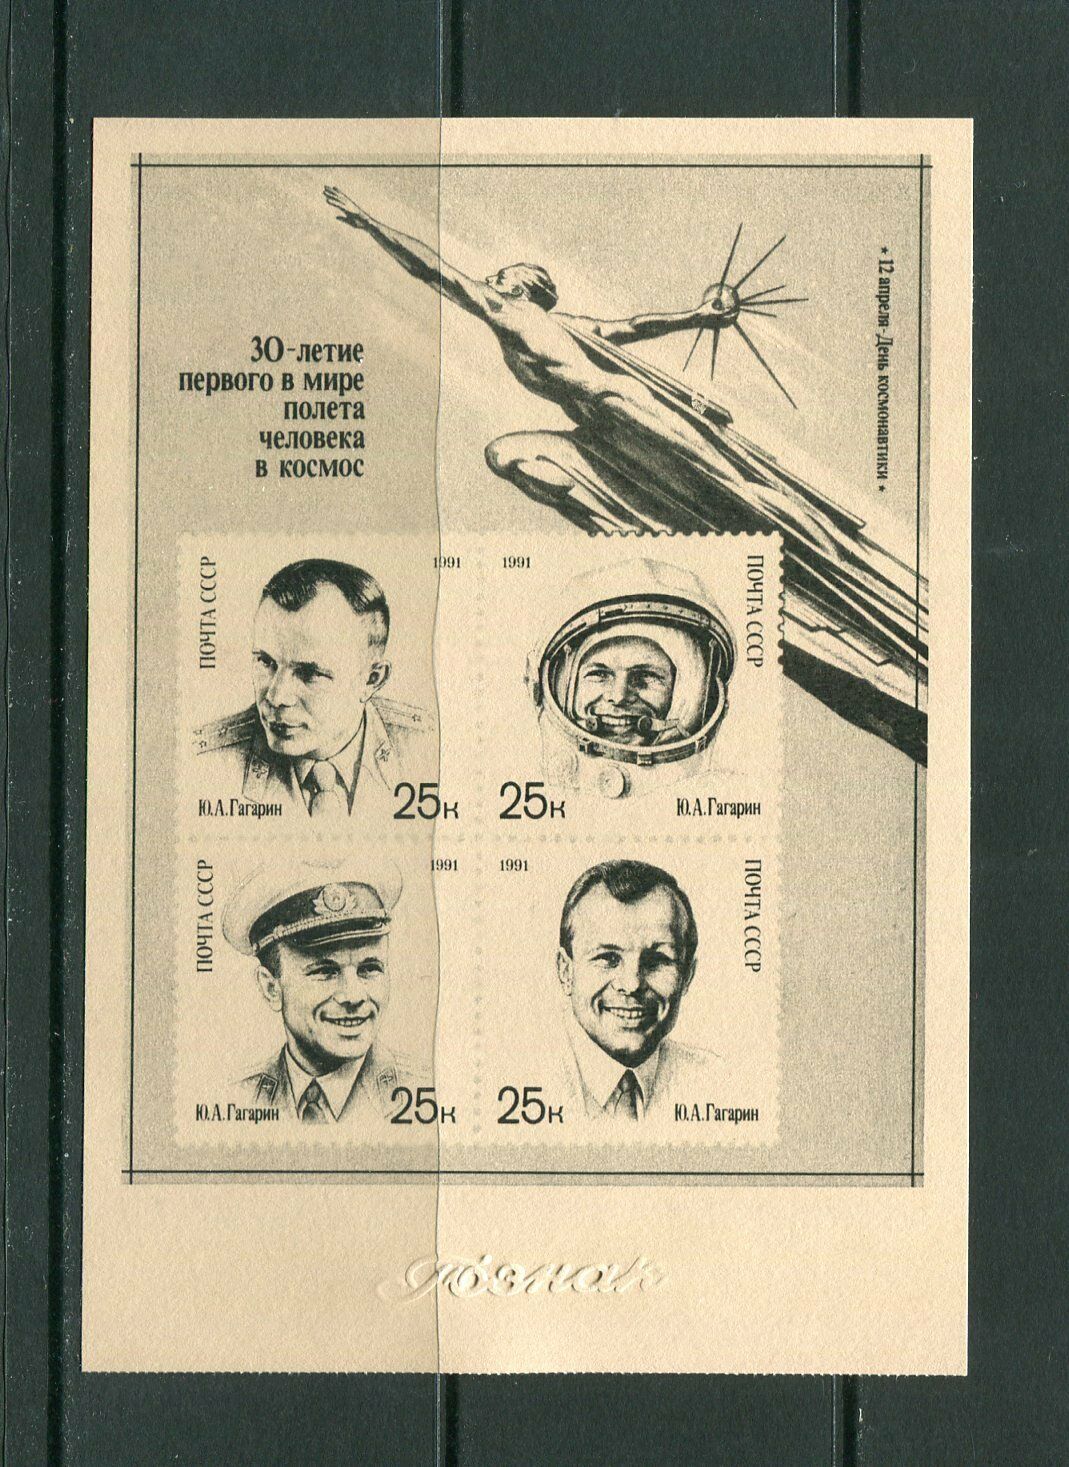 30-летие
первого в мире
полета
человека
в космос
* 12 апреля - День космонавтики *
ПОЧТА СССР
1991
Ю.А.Гагарин
25к
1991
ПОЧТА СССР
25к
Ю.А.Гагарин
ПОЧТА СССР
1991
Ю.А.Гагарин
25к
1991
ПОЧТА СССР
25к
Ю.А.Гагарин
Гознак